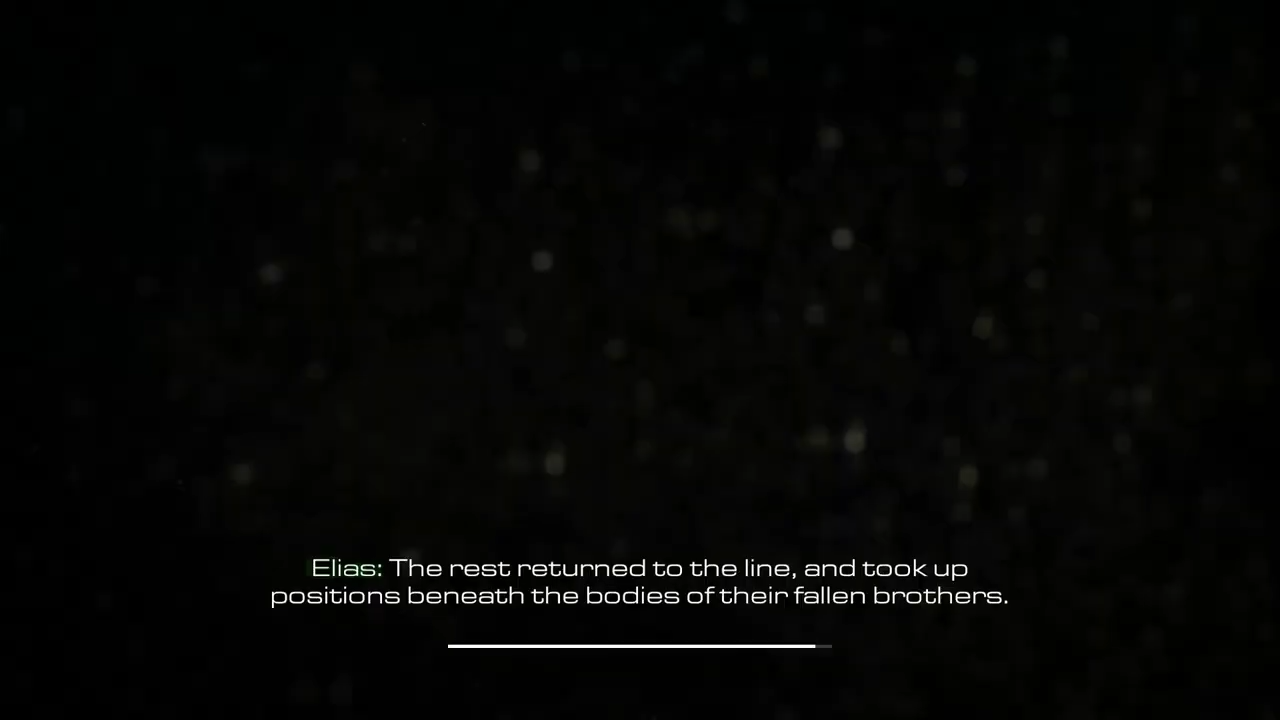 Elias: The rest returned to the line, and took up
positions beneath the bodies of their fallen brothers.